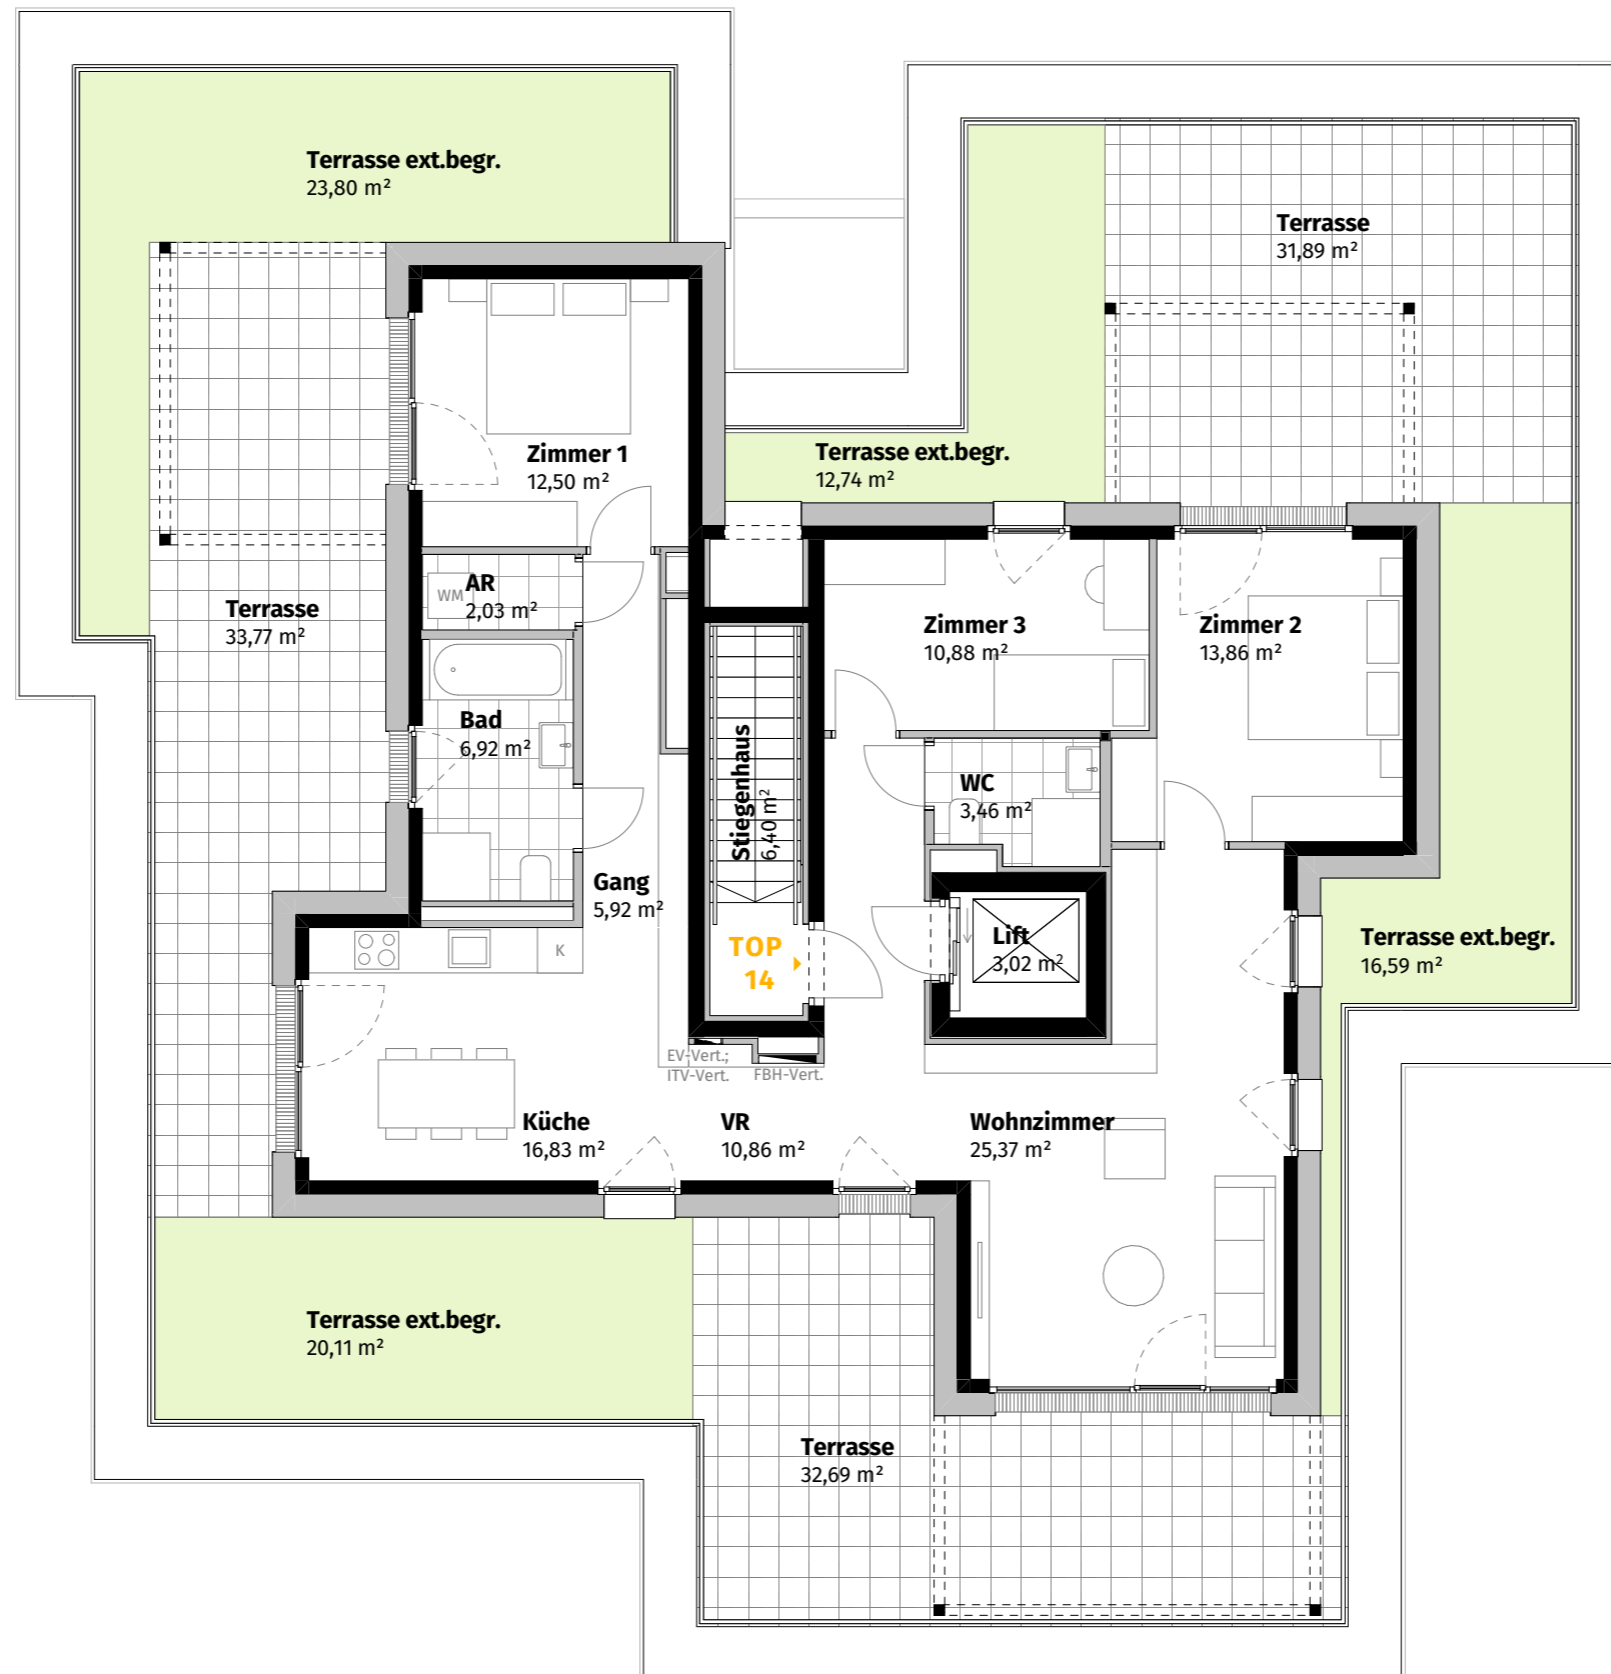 Terrasse ext.begr.
23,80 m²
Terrasse
31,89 m²
Zimmer 1
12,50 m²
Terrasse ext.begr.
12,74 m²
AR
WM
2,03 m²
Terrasse
33,77 m²
Zimmer 3
10,88 m²
Zimmer 2
13,86 m²
Bad
6,92 m²
Stiegenhaus
6,40 m²
WC
3,46 m²
Gang
5,92 m²
K
TOP
14
Lift
3,02 m²
Terrasse ext.begr.
16,59 m²
EV-Vert.;
ITV-Vert.
FBH-Vert.
Küche
16,83 m²
VR
10,86 m²
Wohnzimmer
25,37 m²
Terrasse ext.begr.
20,11 m²
Terrasse
32,69 m²